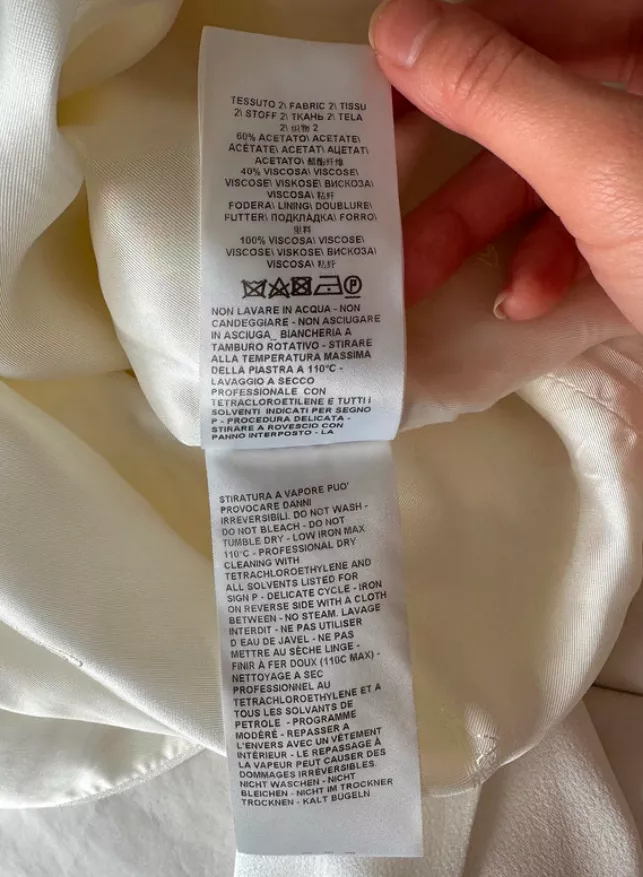 TESSUTO 2\ FABRIC 2\ TISSU
2\ STOFF 2\ ТКАНЬ 2\ TELA
2\ 织物 2
60% ACETATO\ ACETATE\
ACÉTATE\ ACETAT\ АЦЕТАТ\
ACETATO\ 醋酯纤维
40% VISCOSA\ VISCOSE\
VISCOSE\ VISKOSE\ ВИСКОЗА\
VISCOSA\ 粘纤
FODERA\ LINING\ DOUBLURE\
FUTTER\ ПОДКЛАДКА\ FORRO\
里料
100% VISCOSA\ VISCOSE\
VISCOSE\ VISKOSE\ ВИСКОЗА\
VISCOSA\ 粘纤
P
NON LAVARE IN ACQUA - NON
CANDEGGIARE - NON ASCIUGARE
IN ASCIUGA_ BIANCHERIA A
TAMBURO ROTATIVO - STIRARE
ALLA TEMPERATURA MASSIMA
DELLA PIASTRA A 110°C -
LAVAGGIO A SECCO
PROFESSIONALE CON
TETRACLOROETILENE E TUTTI I
SOLVENTI INDICATI PER SEGNO
P - PROCEDURA DELICATA -
STIRARE A ROVESCIO CON
PANNO INTERPOSTO - LA
STIRATURA A VAPORE PUO'
PROVOCARE DANNI
IRREVERSIBILI. DO NOT WASH -
DO NOT BLEACH - DO NOT
TUMBLE DRY - LOW IRON MAX
110°C - PROFESSIONAL DRY
CLEANING WITH
TETRACHLOROETHYLENE AND
ALL SOLVENTS LISTED FOR
SIGN P - DELICATE CYCLE - IRON
ON REVERSE SIDE WITH A CLOTH
BETWEEN - NO STEAM. LAVAGE
INTERDIT - NE PAS UTILISER
D'EAU DE JAVEL - NE PAS
METTRE AU SÈCHE LINGE -
FINIR À FER DOUX (110C MAX) -
NETTOYAGE A SEC
PROFESSIONNEL AU
TETRACHLOROETHYLENE ET A
TOUS LES SOLVANTS DE
PETROLE - PROGRAMME
MODÉRÉ - REPASSER A
L'ENVERS AVEC UN VÊTEMENT
INTÉRIEUR - LE REPASSAGE À
LA VAPEUR PEUT CAUSER DES
DOMMAGES IRRÉVERSIBLES.
NICHT WASCHEN - NICHT
BLEICHEN - NICHT IM TROCKNER
TROCKNEN - KALT BÜGELN